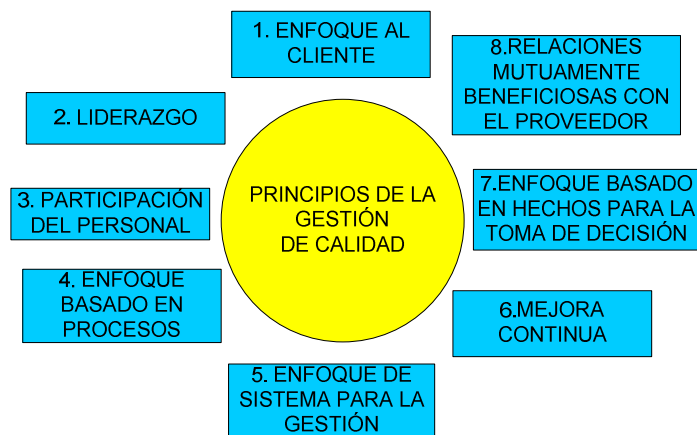 1. ENFOQUE AL
CLIENTE
2. LIDERAZGO
3. PARTICIPACIÓN
DEL PERSONAL
4. ENFOQUE
BASADO EN
PROCESOS
5. ENFOQUE DE
SISTEMA PARA LA
GESTIÓN
6.MEJORA
CONTINUA
7.ENFOQUE BASADO
EN HECHOS PARA LA
TOMA DE DECISIÓN
8.RELACIONES
MUTUAMENTE
BENEFICIOSAS CON
EL PROVEEDOR
PRINCIPIOS DE LA
GESTIÓN
DE CALIDAD